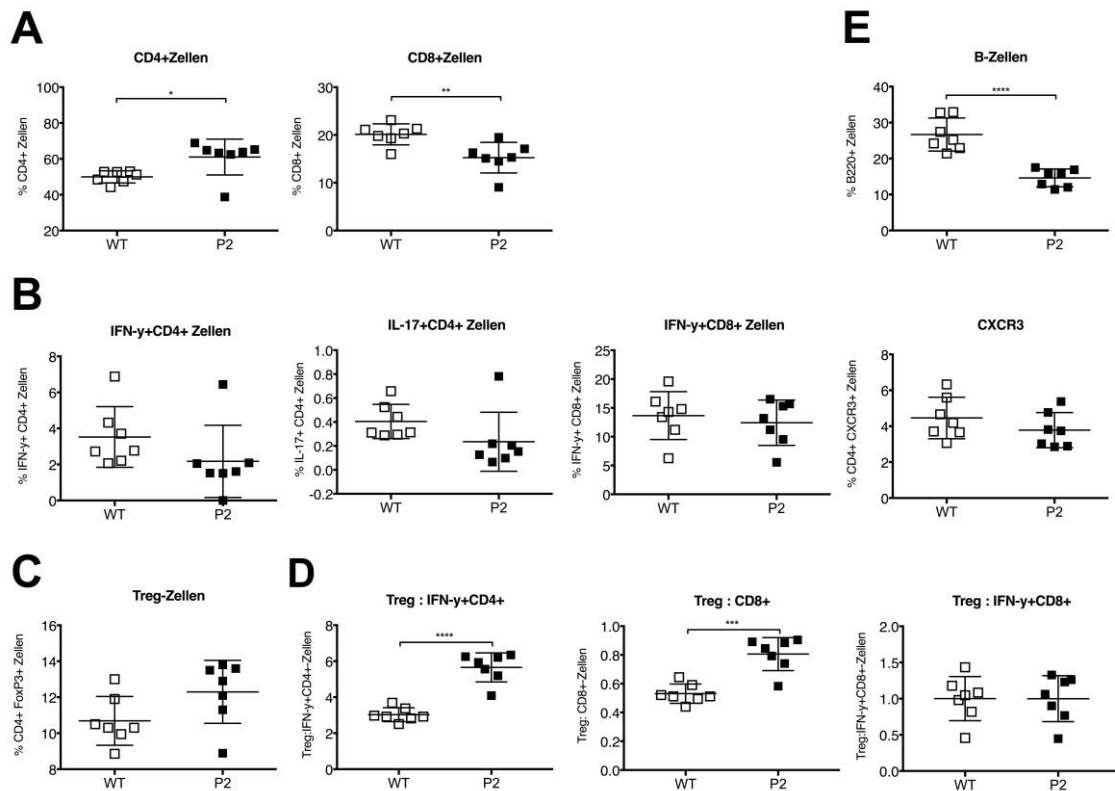 A
CD4+Zellen
% CD4+ Zellen
100
80
60
40
20
*
WT
P2
CD8+Zellen
% CD8+ Zellen
30
20
10
0
**
WT
P2
E
B-Zellen
% B220+ Zellen
40
30
20
10
0
****
WT
P2
B
IFN-y+CD4+ Zellen
% IFN-y+ CD4+ Zellen
8
6
4
2
0
WT
P2
IL-17+CD4+ Zellen
% IL-17+ CD4+ Zellen
1.0
0.8
0.6
0.4
0.2
0.0
-0.2
WT
P2
IFN-y+CD8+ Zellen
% IFN-y+ CD8+ Zellen
25
20
15
10
5
0
WT
P2
CXCR3
% CD4+ CXCR3+ Zellen
8
6
4
2
0
WT
P2
C
Treg-Zellen
% CD4+ FoxP3+ Zellen
16
14
12
10
8
WT
P2
D
Treg : IFN-y+CD4+
Treg:IFN-y+CD4+-Zellen
8
6
4
2
0
****
WT
P2
Treg : CD8+
Treg: CD8+-Zellen
1.0
0.8
0.6
0.4
0.2
0.0
***
WT
P2
Treg : IFN-y+CD8+
Treg:IFN-y+CD8+-Zellen
2.0
1.5
1.0
0.5
0.0
WT
P2